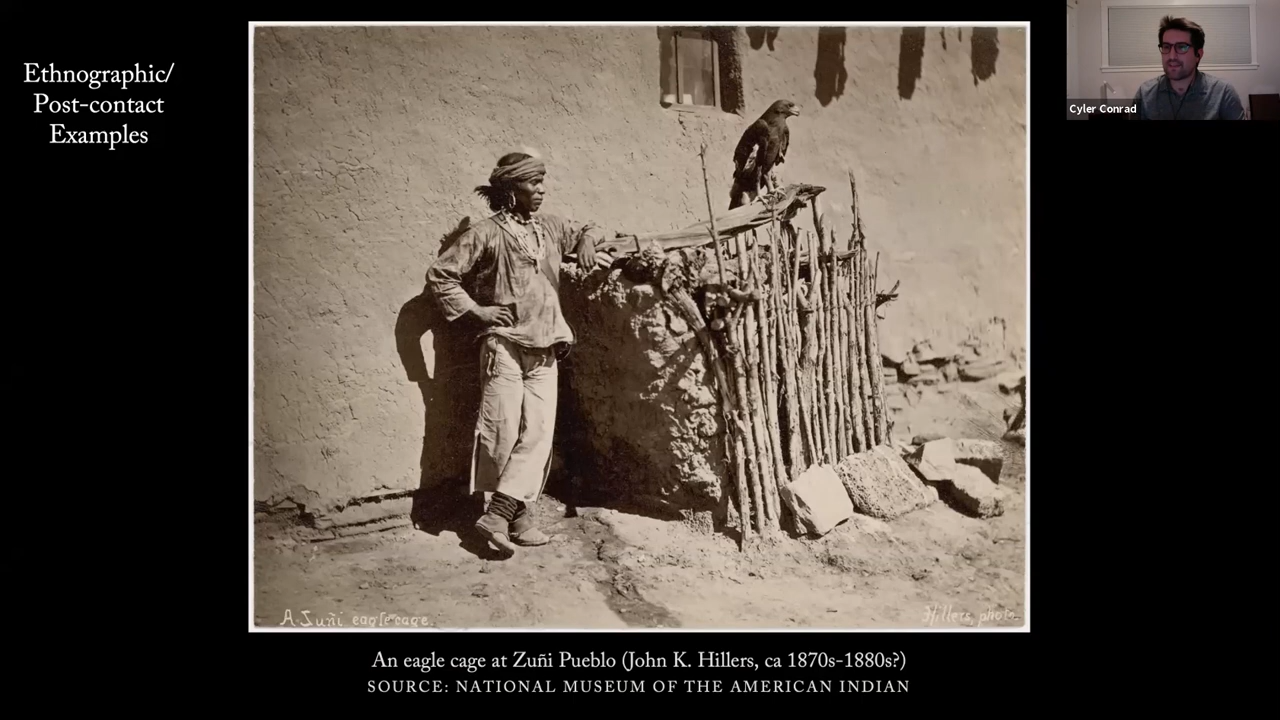 Ethnographic/
Post-contact
Examples
Cyler Conrad
A Zuñi eagle cage.
Hillers, photo.
An eagle cage at Zuñi Pueblo (John K. Hillers, ca 1870s-1880s?)
SOURCE: NATIONAL MUSEUM OF THE AMERICAN INDIAN